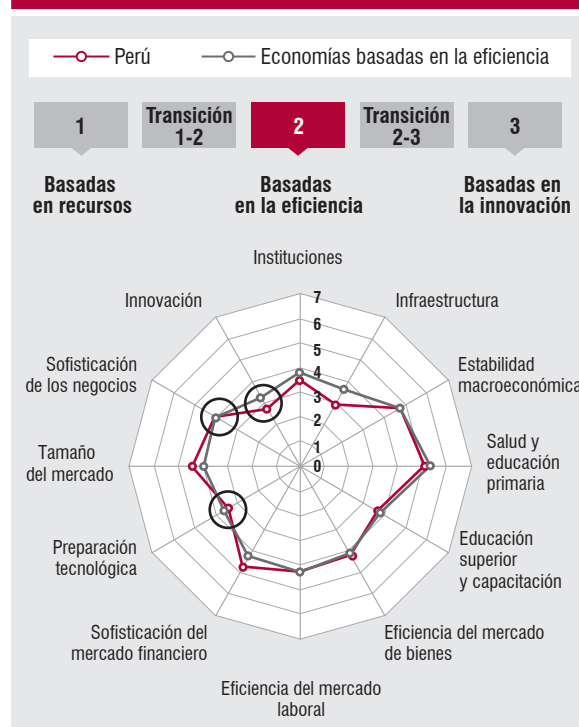 Perú
Economías basadas en la eficiencia
1
Transición
1-2
2
Transición
2-3
3
Basadas
en recursos
Basadas
en la eficiencia
Basadas en
la innovación
Instituciones
Infraestructura
Estabilidad
macroeconómica
Salud y
educación
primaria
Educación
superior
y capacitación
Eficiencia del mercado
de bienes
Eficiencia del mercado
laboral
Sofisticación del
mercado financiero
Preparación
tecnológica
Tamaño
del mercado
Sofisticación
de los negocios
Innovación
7
6
5
4
3
2
1
0